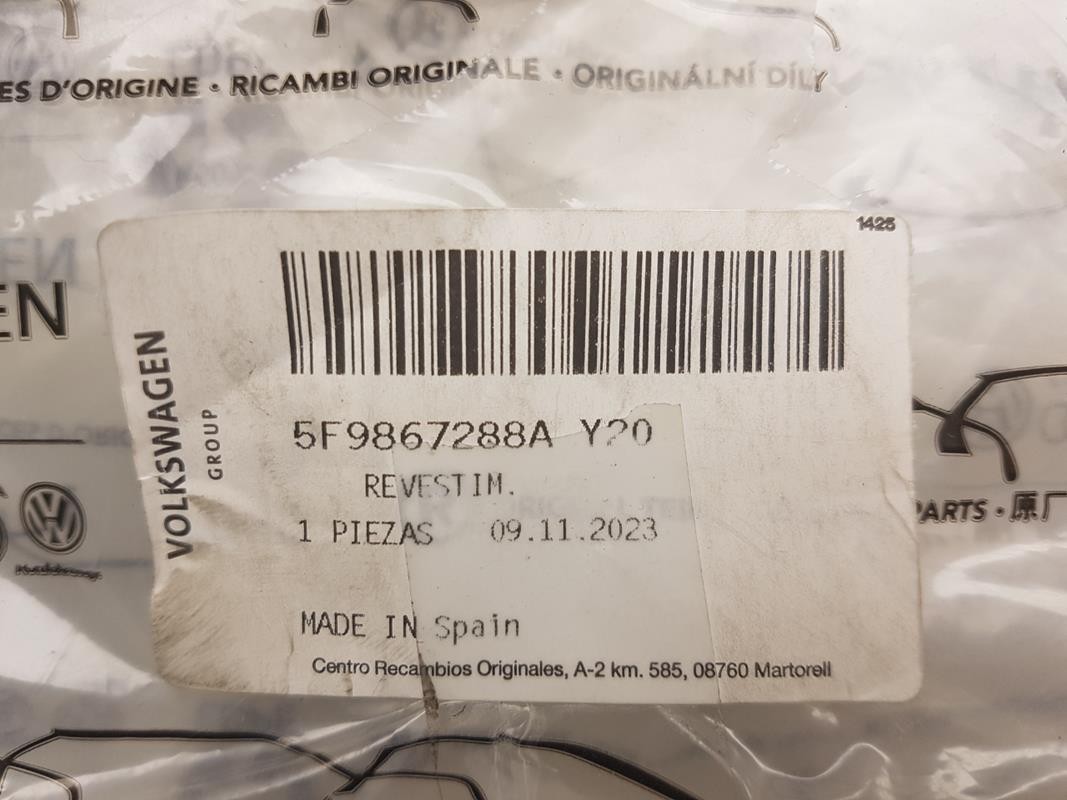 ES D'ORIGINE • RICAMBI ORIGINALE • ORIGINÁLNÍ DÍLY
1425
EN
VOLKSWAGEN
GROUP
5F9867288A Y20
REVESTIM.
1 PIEZAS 09.11.2023
PARTS • 原厂
MADE IN Spain
Centro Recambios Originales, A-2 km. 585, 08760 Martorell